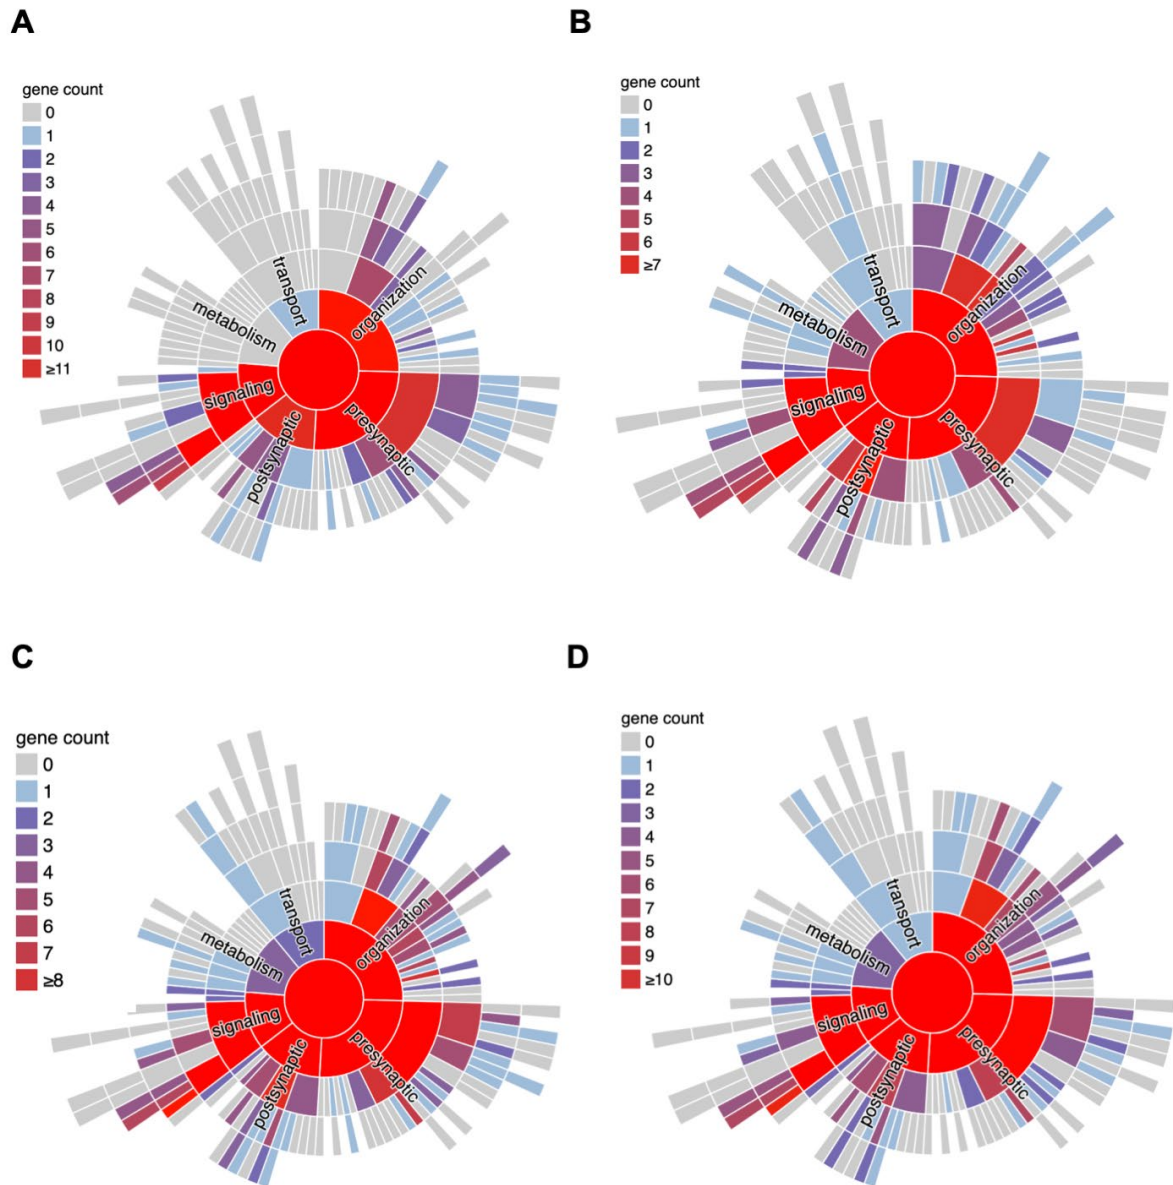 A
gene count
0
1
2
3
4
5
6
7
8
9
10
≥11
transport
organization
metabolism
signaling
postsynaptic
presynaptic
B
gene count
0
1
2
3
4
5
6
≥7
transport
organization
metabolism
signaling
postsynaptic
presynaptic
C
gene count
0
1
2
3
4
5
6
7
≥8
transport
organization
metabolism
signaling
postsynaptic
presynaptic
D
gene count
0
1
2
3
4
5
6
7
8
9
≥10
transport
organization
metabolism
signaling
postsynaptic
presynaptic